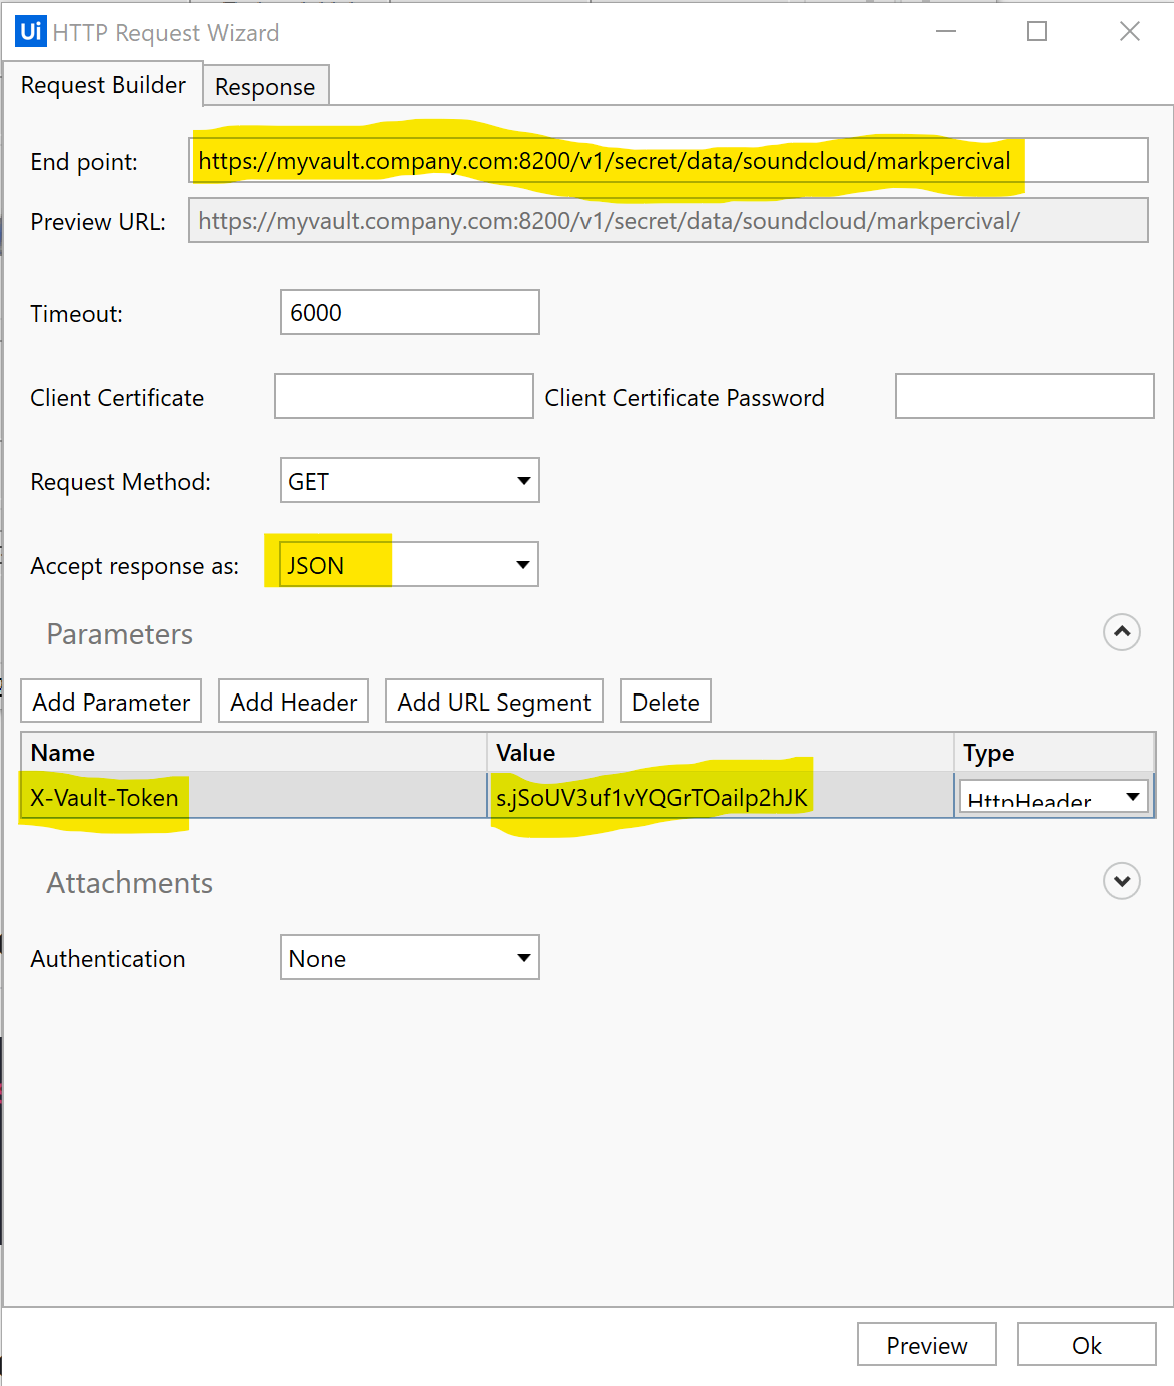 Ui HTTP Request Wizard
Request Builder Response
End point: https://myvault.company.com:8200/v1/secret/data/soundcloud/markpercival
Preview URL: https://myvault.company.com:8200/v1/secret/data/soundcloud/markpercival/
Timeout: 6000
Client Certificate Client Certificate Password
Request Method: GET
Accept response as: JSON
Parameters
Add Parameter Add Header Add URL Segment Delete
Name Value Type
X-Vault-Token s.jSoUV3uf1vYQGrTOailp2hJK HttpHeader
Attachments
Authentication None
Preview Ok